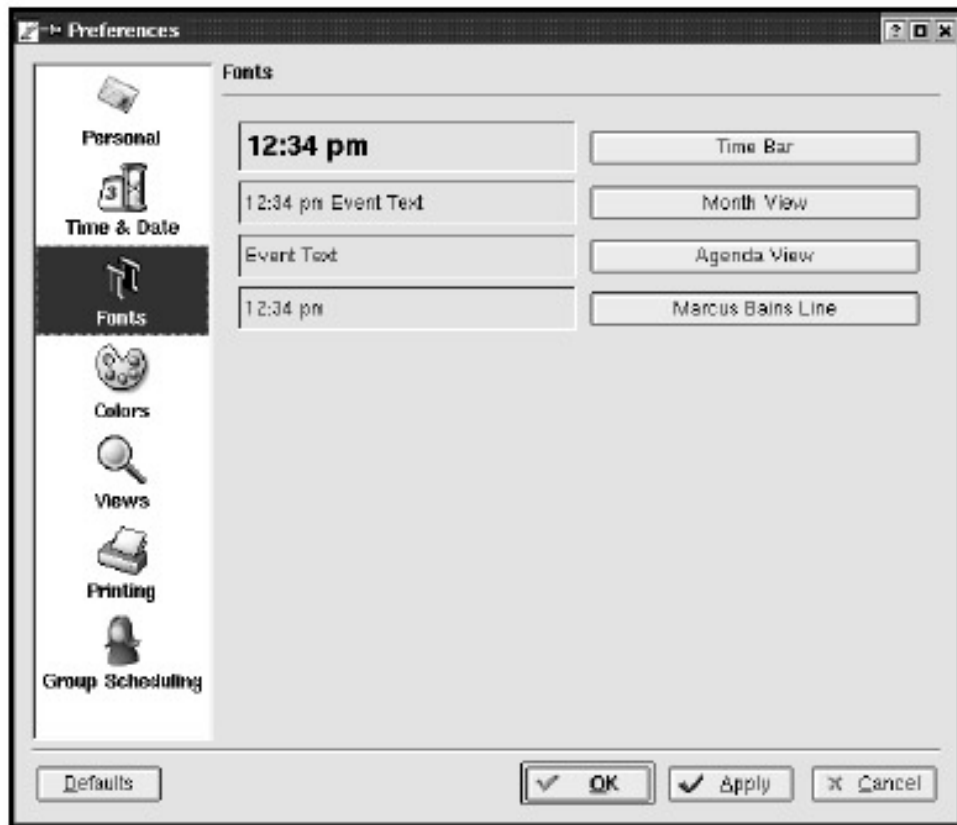 Preferences
Personal
Time & Date
Fonts
Colors
Views
Printing
Group Scheduling
Fonts
12:34 pm
Time Bar
12:34 pm Event Text
Month View
Event Text
Agenda View
12:34 pm
Marcus Bains Line
Defaults
OK
Apply
Cancel